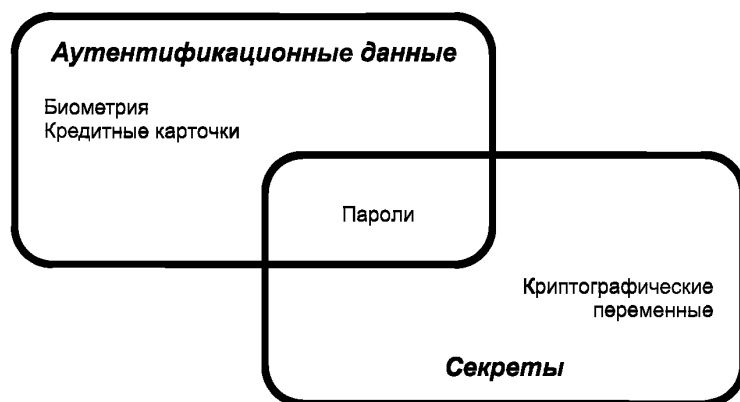 Аутентификационные данные
Биометрия
Кредитные карточки
Пароли
Криптографические
переменные
Секреты